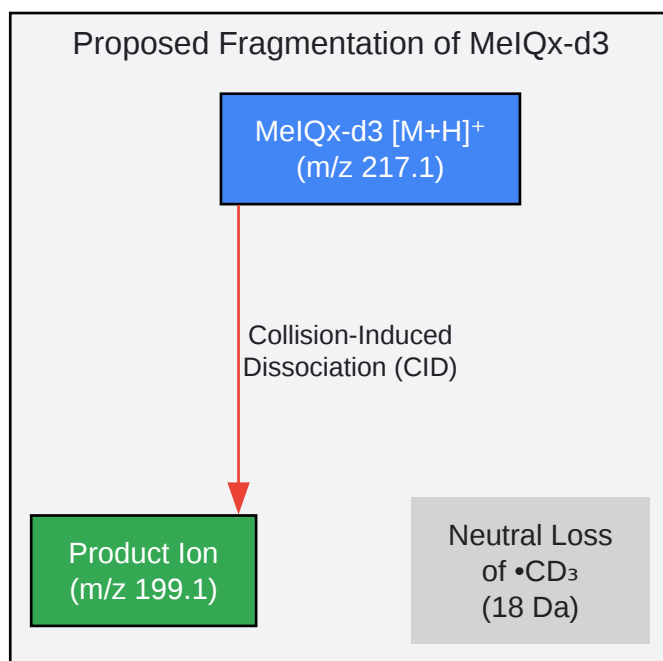 Proposed Fragmentation of MeIQx-d3
MeIQx-d3 [M+H]⁺
(m/z 217.1)
Collision-Induced
Dissociation (CID)
Product Ion
(m/z 199.1)
Neutral Loss
of •CD₃
(18 Da)